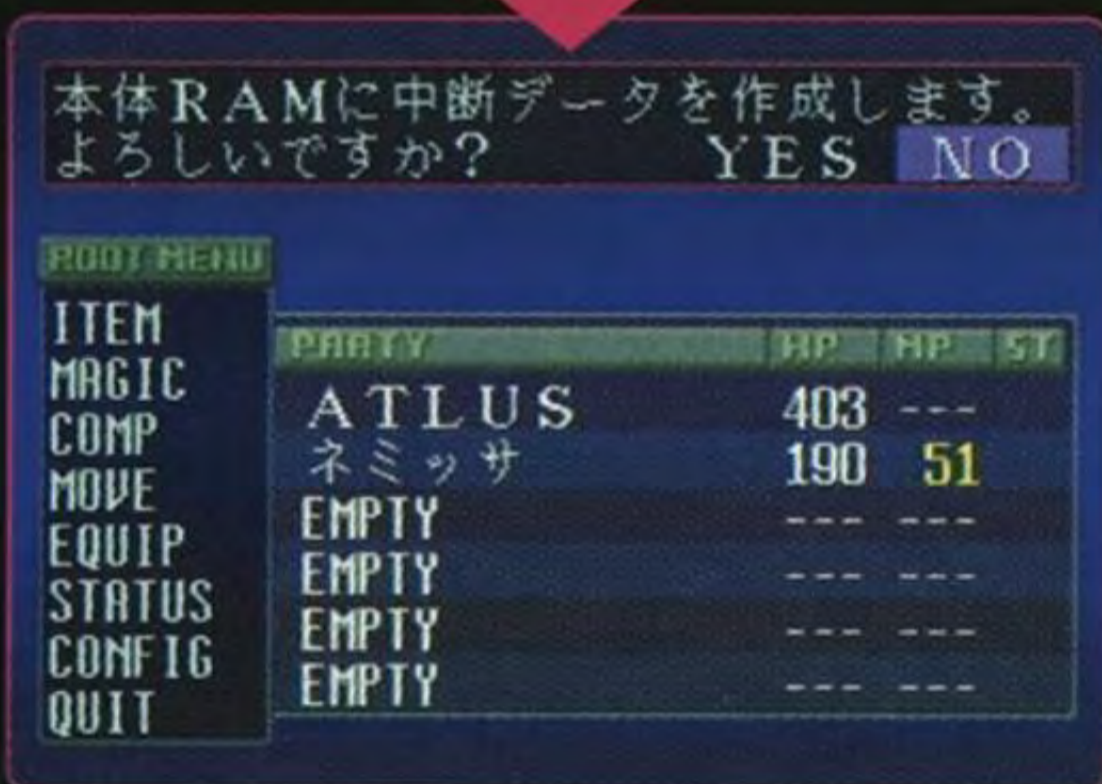 本体RAMに中断データを作成します。
よろしいですか? YES NO
ROOT MENU
ITEM
MAGIC
COMP
MOVE
EQUIP
STATUS
CONFIG
QUIT
PARTY HP MP ST
ATLUS 403 ---
ネミッサ 190 51
EMPTY --- ---
EMPTY --- ---
EMPTY --- ---
EMPTY --- ---